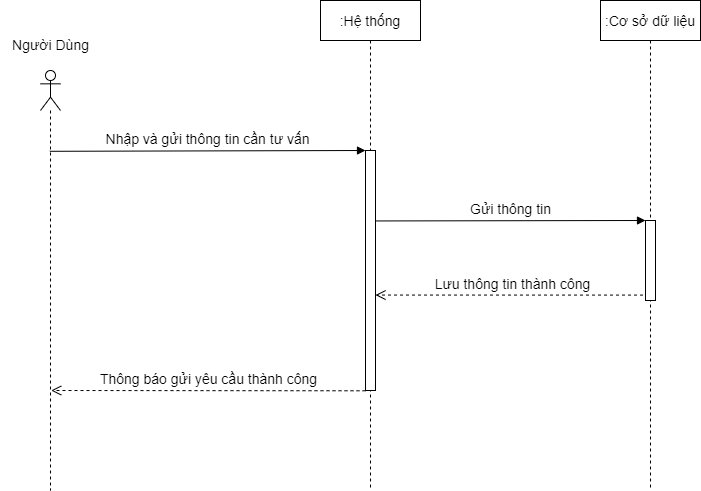 :Hệ thống
:Cơ sở dữ liệu
Người Dùng
Nhập và gửi thông tin cần tư vấn
Gửi thông tin
Lưu thông tin thành công
Thông báo gửi yêu cầu thành công